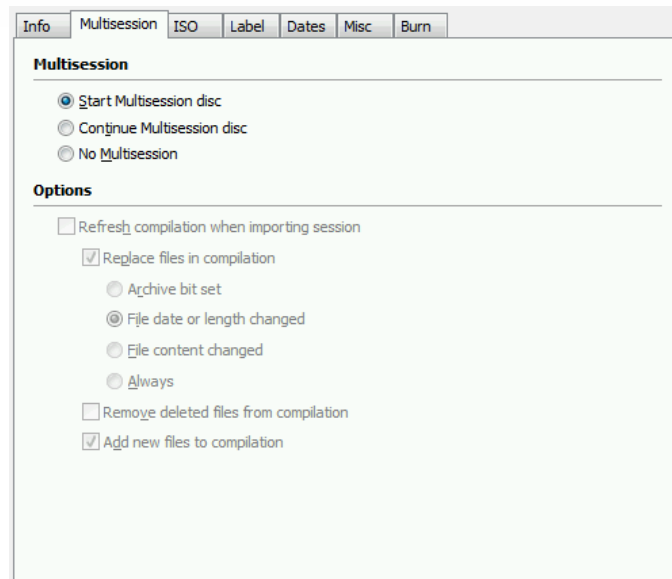 Info Multisession ISO Label Dates Misc Burn
Multisession
Start Multisession disc
Continue Multisession disc
No Multisession
Options
Refresh compilation when importing session
Replace files in compilation
Archive bit set
File date or length changed
File content changed
Always
Remove deleted files from compilation
Add new files to compilation